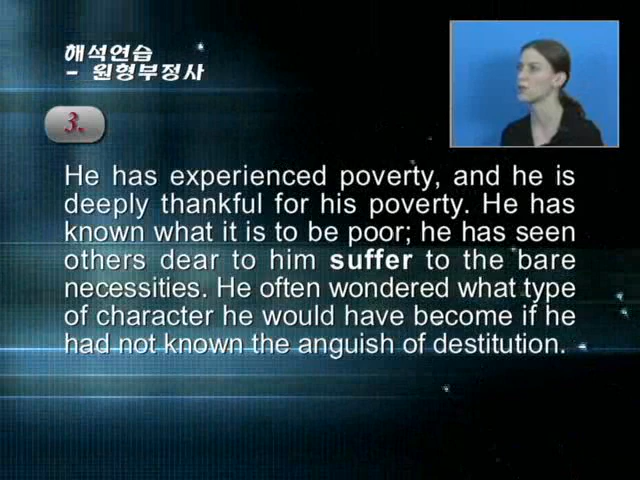 해석연습
- 원형부정사
3.
He has experienced poverty, and he is
deeply thankful for his poverty. He has
known what it is to be poor; he has seen
others dear to him suffer to the bare
necessities. He often wondered what type
of character he would have become if he
had not known the anguish of destitution.